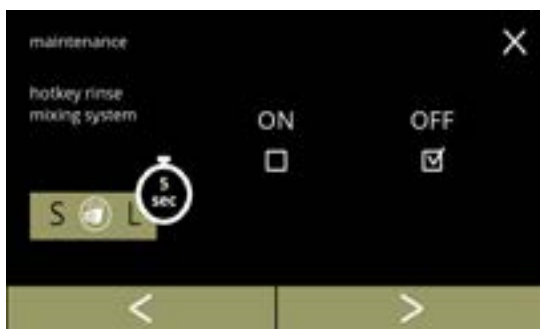 maintenance
X
hotkey rinse
mixing system
ON
OFF
5
sec
S L
< >